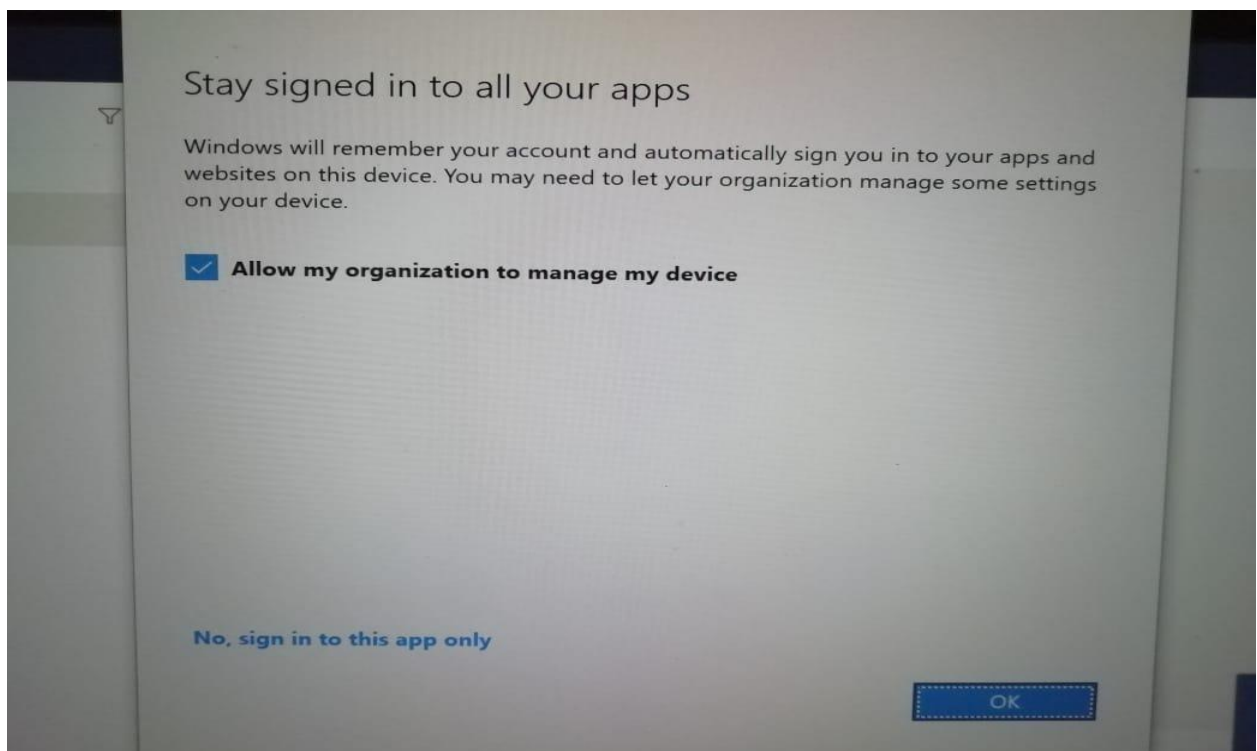 Stay signed in to all your apps
Windows will remember your account and automatically sign you in to your apps and
websites on this device. You may need to let your organization manage some settings
on your device.
Allow my organization to manage my device
No, sign in to this app only
OK